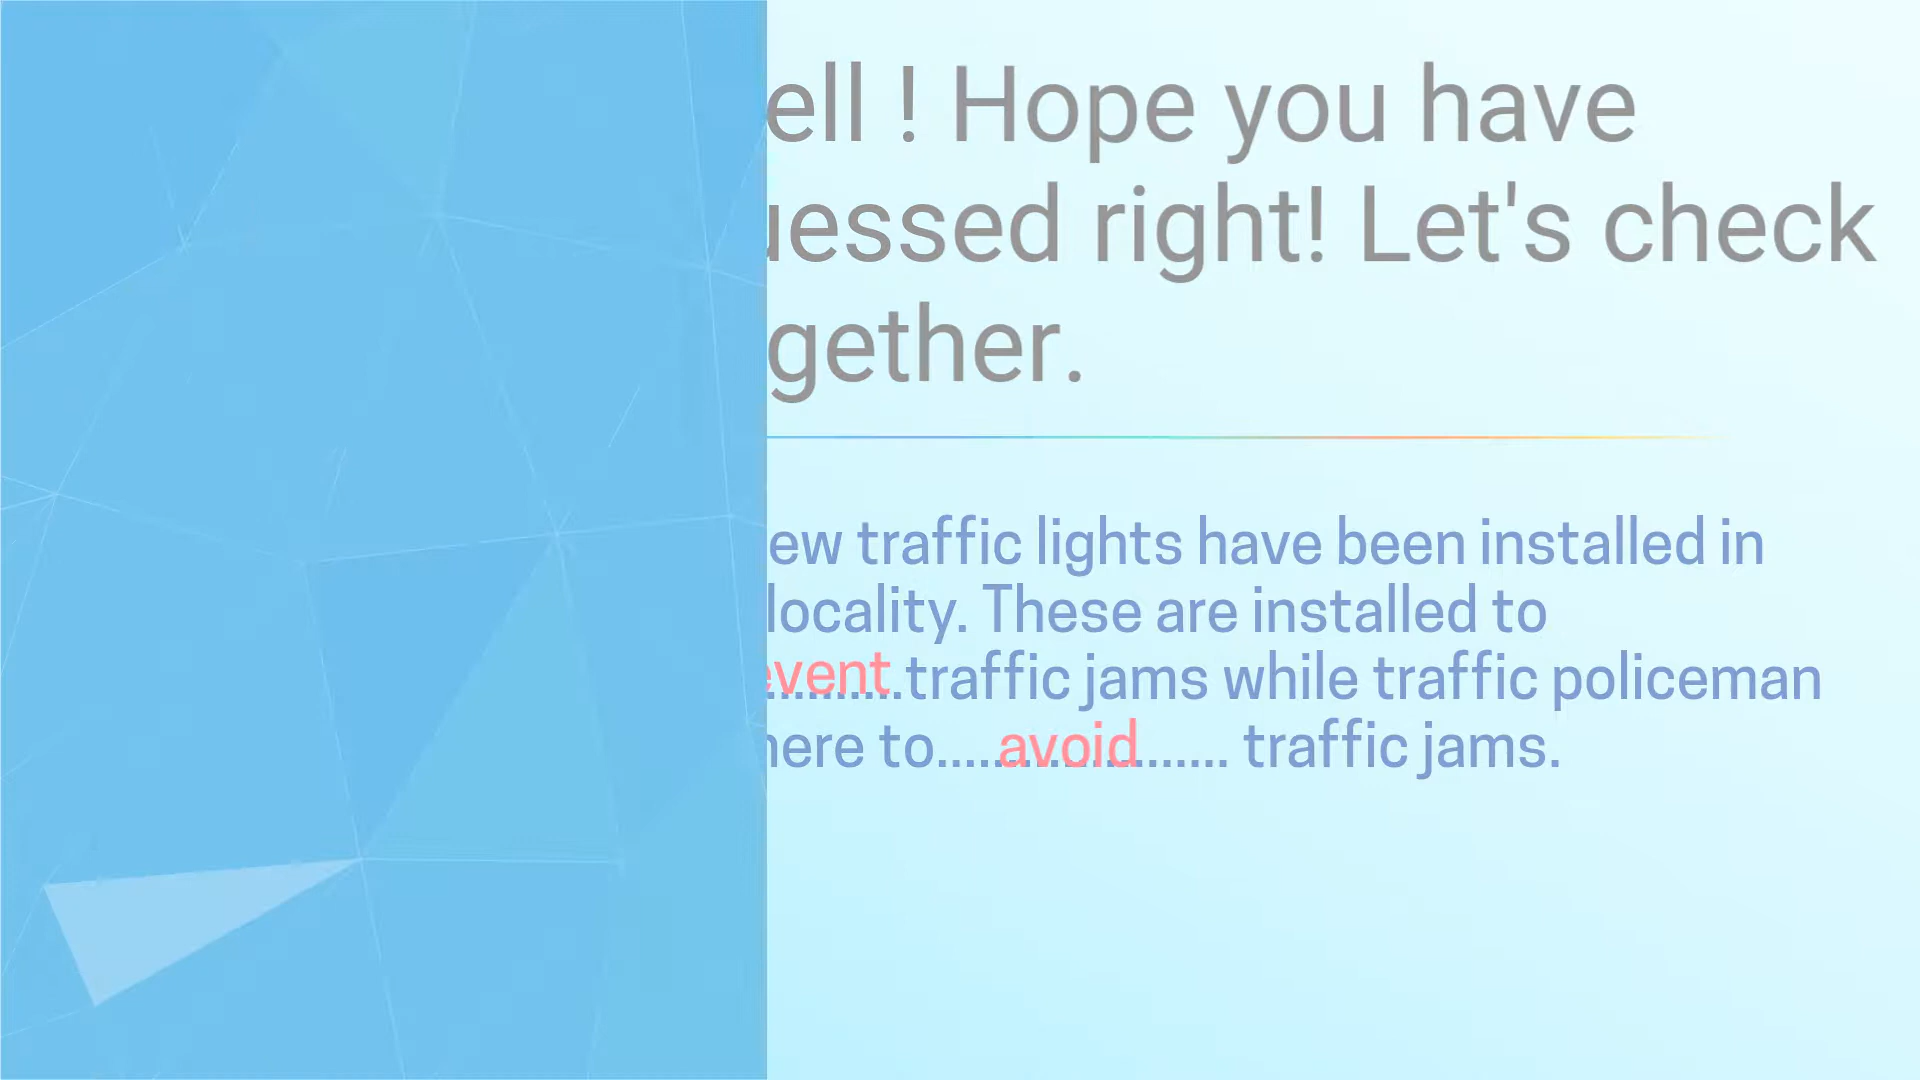 ell ! Hope you have
uessed right! Let's check
gether.
ew traffic lights have been installed in
locality. These are installed to
event.traffic jams while traffic policeman
here to.....avoid...... traffic jams.